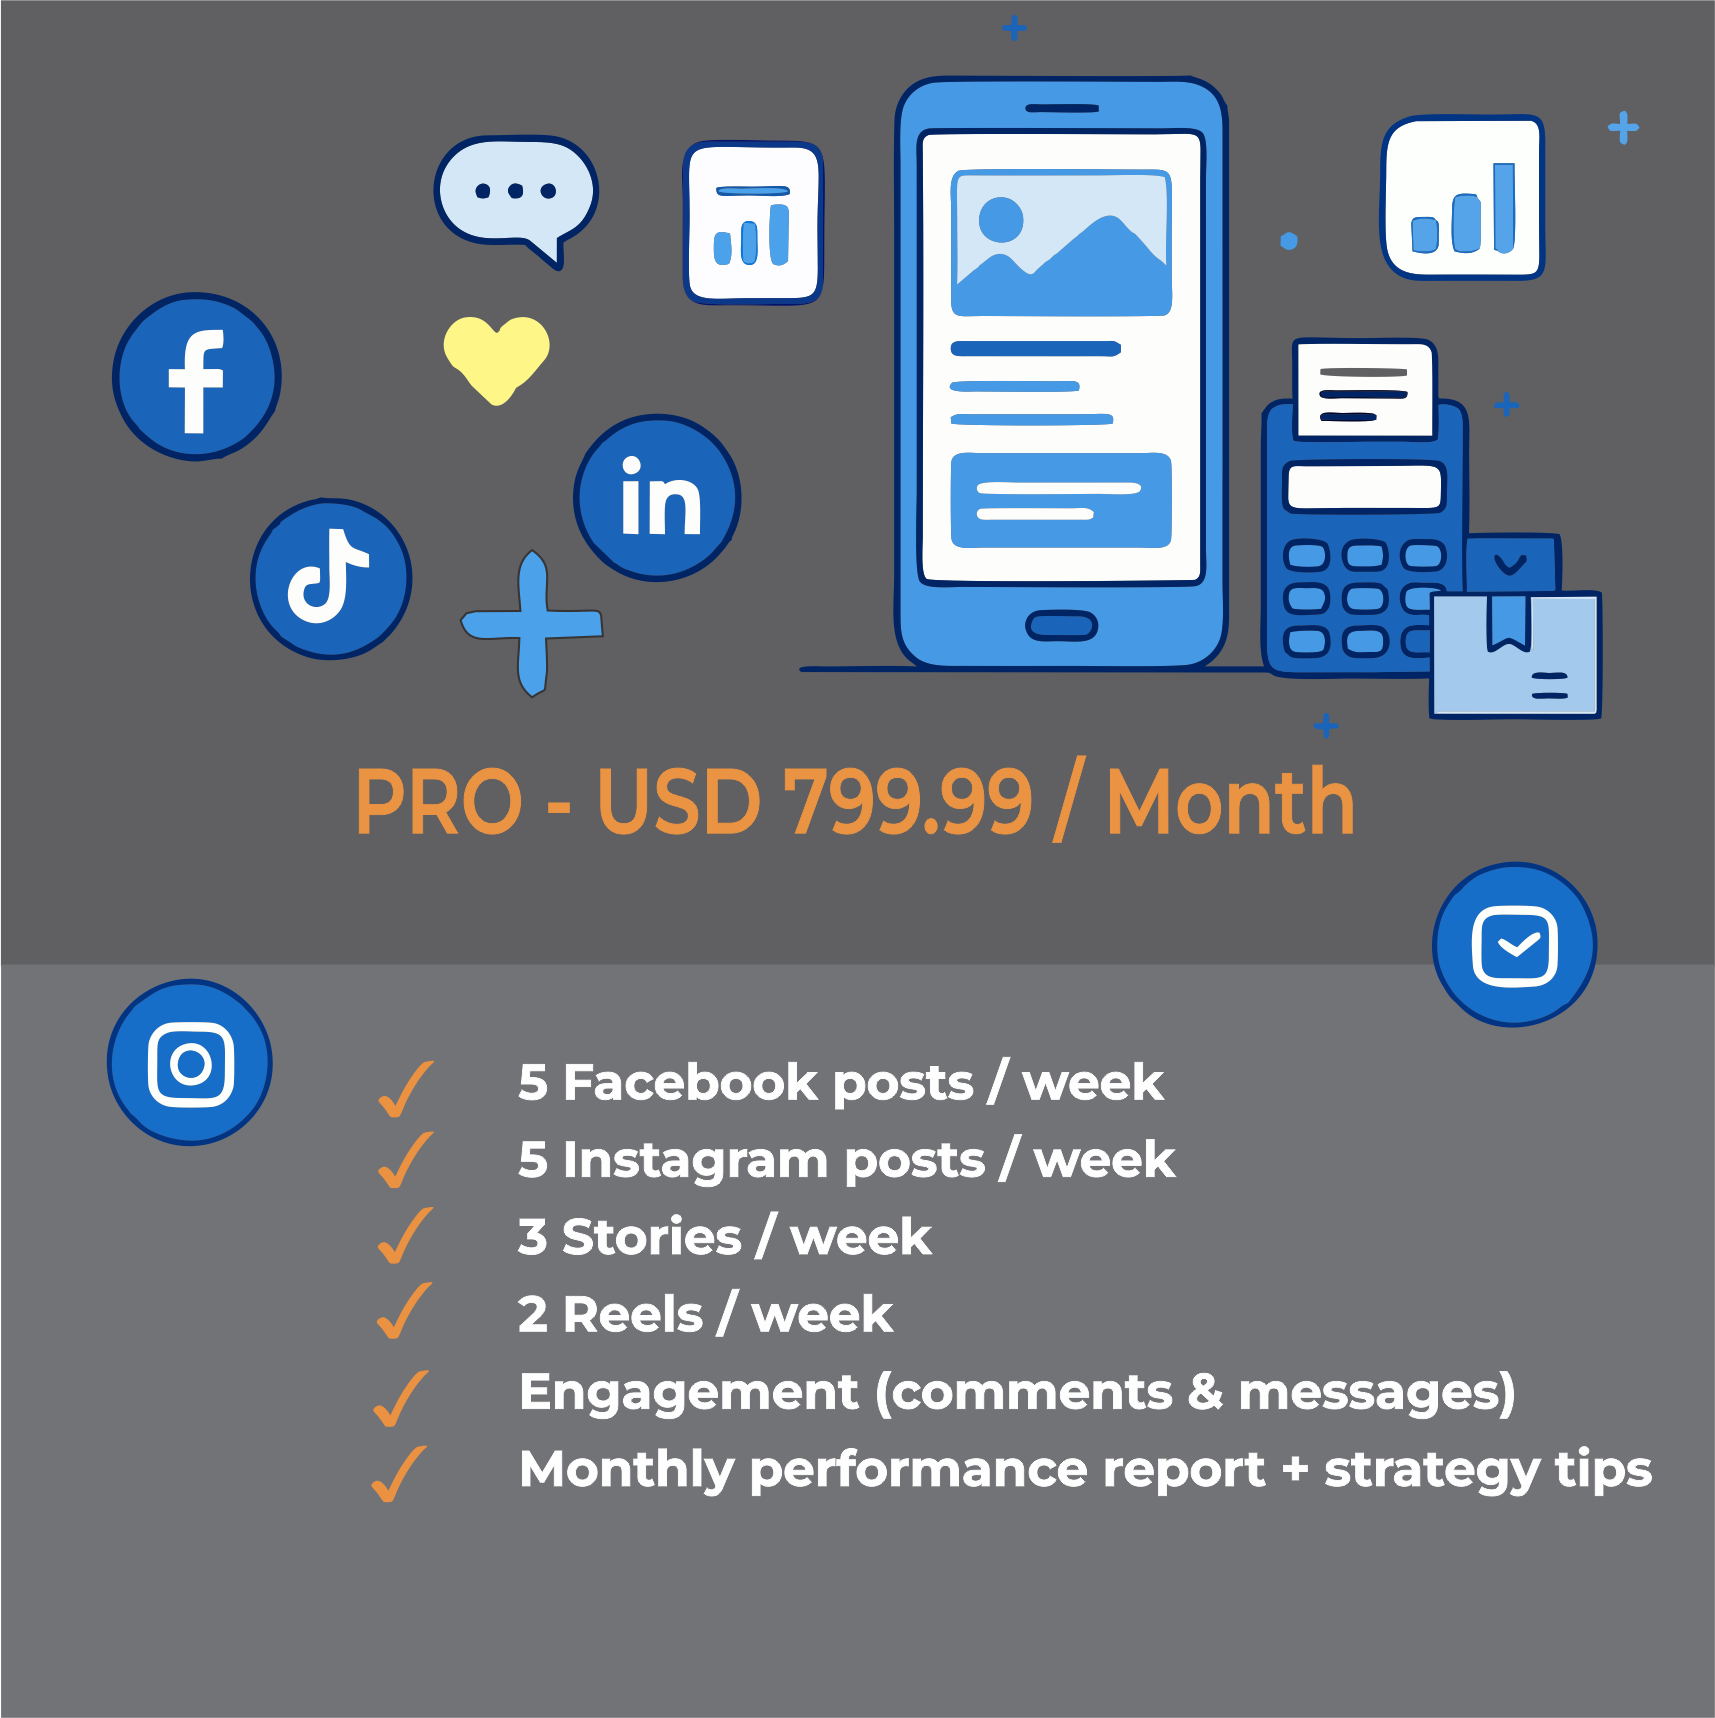 in
PRO - USD 799.99 / Month
5 Facebook posts / week
5 Instagram posts / week
3 Stories / week
2 Reels / week
Engagement (comments & messages)
Monthly performance report + strategy tips